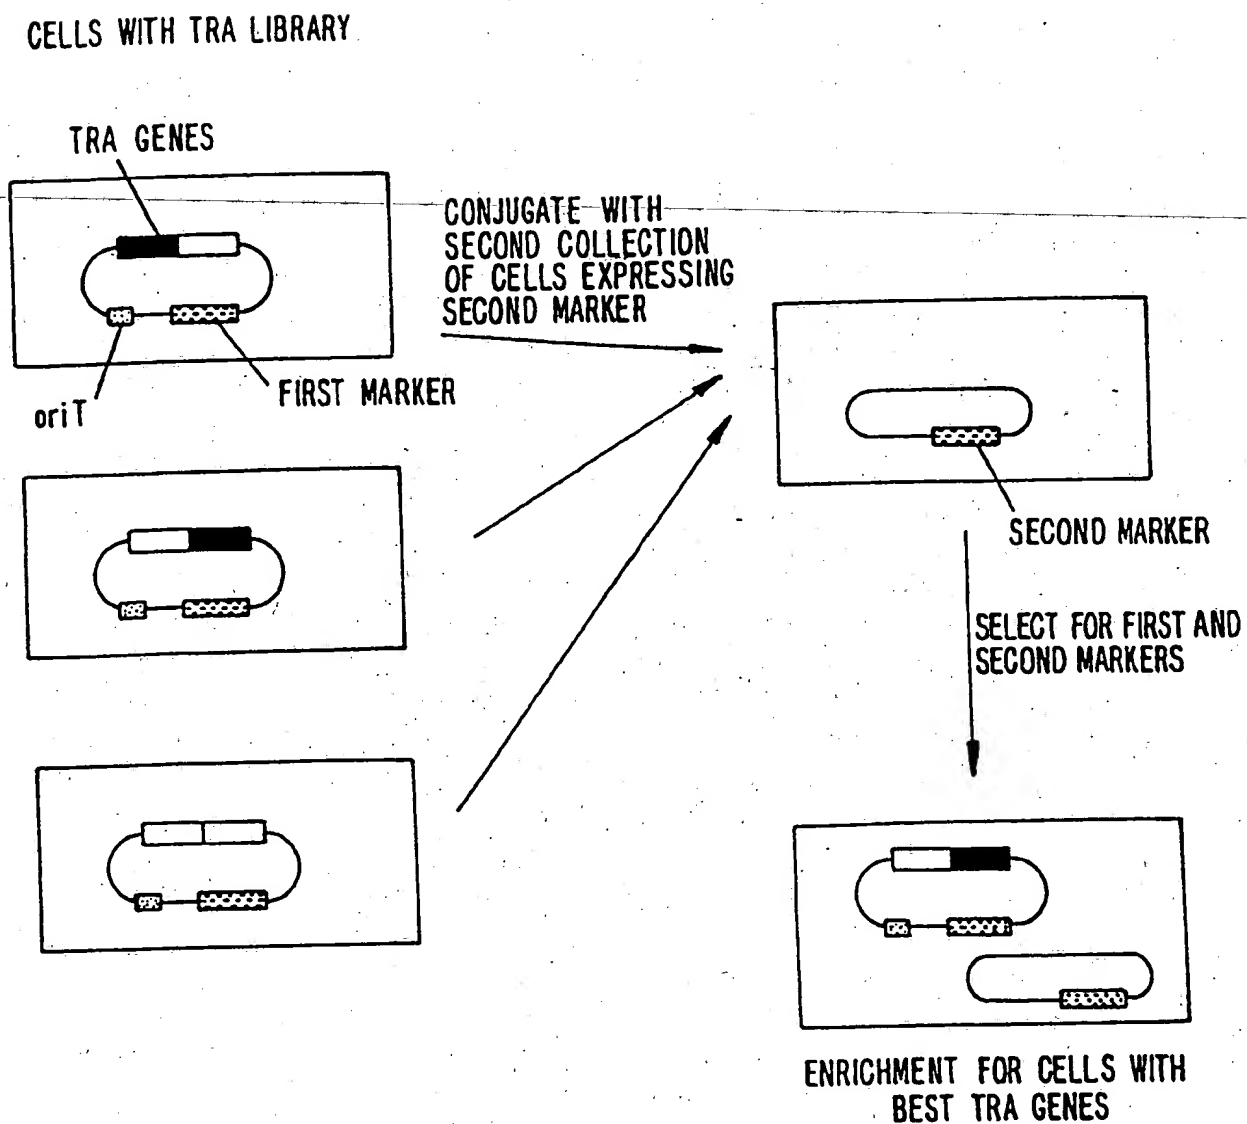 CELLS WITH TRA LIBRARY
TRA GENES
CONJUGATE WITH
SECOND COLLECTION
OF CELLS EXPRESSING
SECOND MARKER
oriT
FIRST MARKER
SECOND MARKER
SELECT FOR FIRST AND
SECOND MARKERS
ENRICHMENT FOR CELLS WITH
BEST TRA GENES